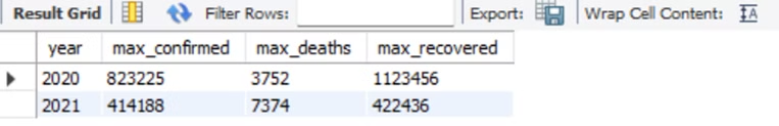 Result Grid Filter Rows: Export: Wrap Cell Content: IA
year max_confirmed max_deaths max_recovered
2020 823225 3752 1123456
2021 414188 7374 422436